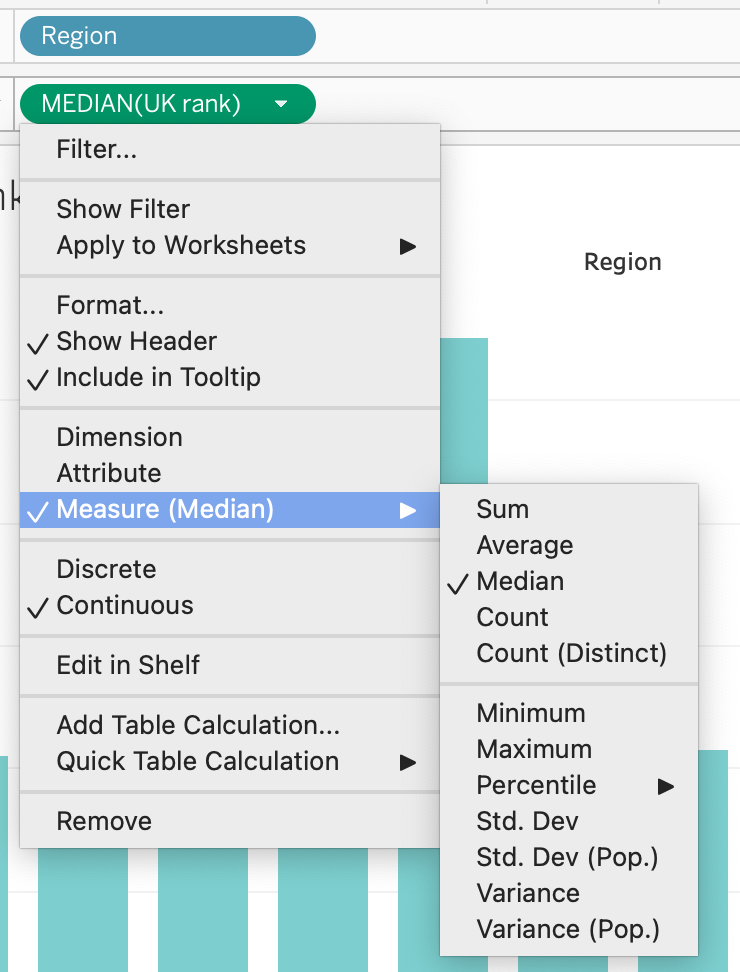 Region
MEDIAN(UK rank)
Filter...
Show Filter
Apply to Worksheets
Region
Format...
Show Header
Include in Tooltip
Dimension
Attribute
Measure (Median)
Sum
Average
Discrete
Median
Continuous
Count
Count (Distinct)
Edit in Shelf
Minimum
Add Table Calculation...
Maximum
Quick Table Calculation
Percentile
Remove
Std. Dev
Std. Dev (Pop.)
Variance
Variance (Pop.)